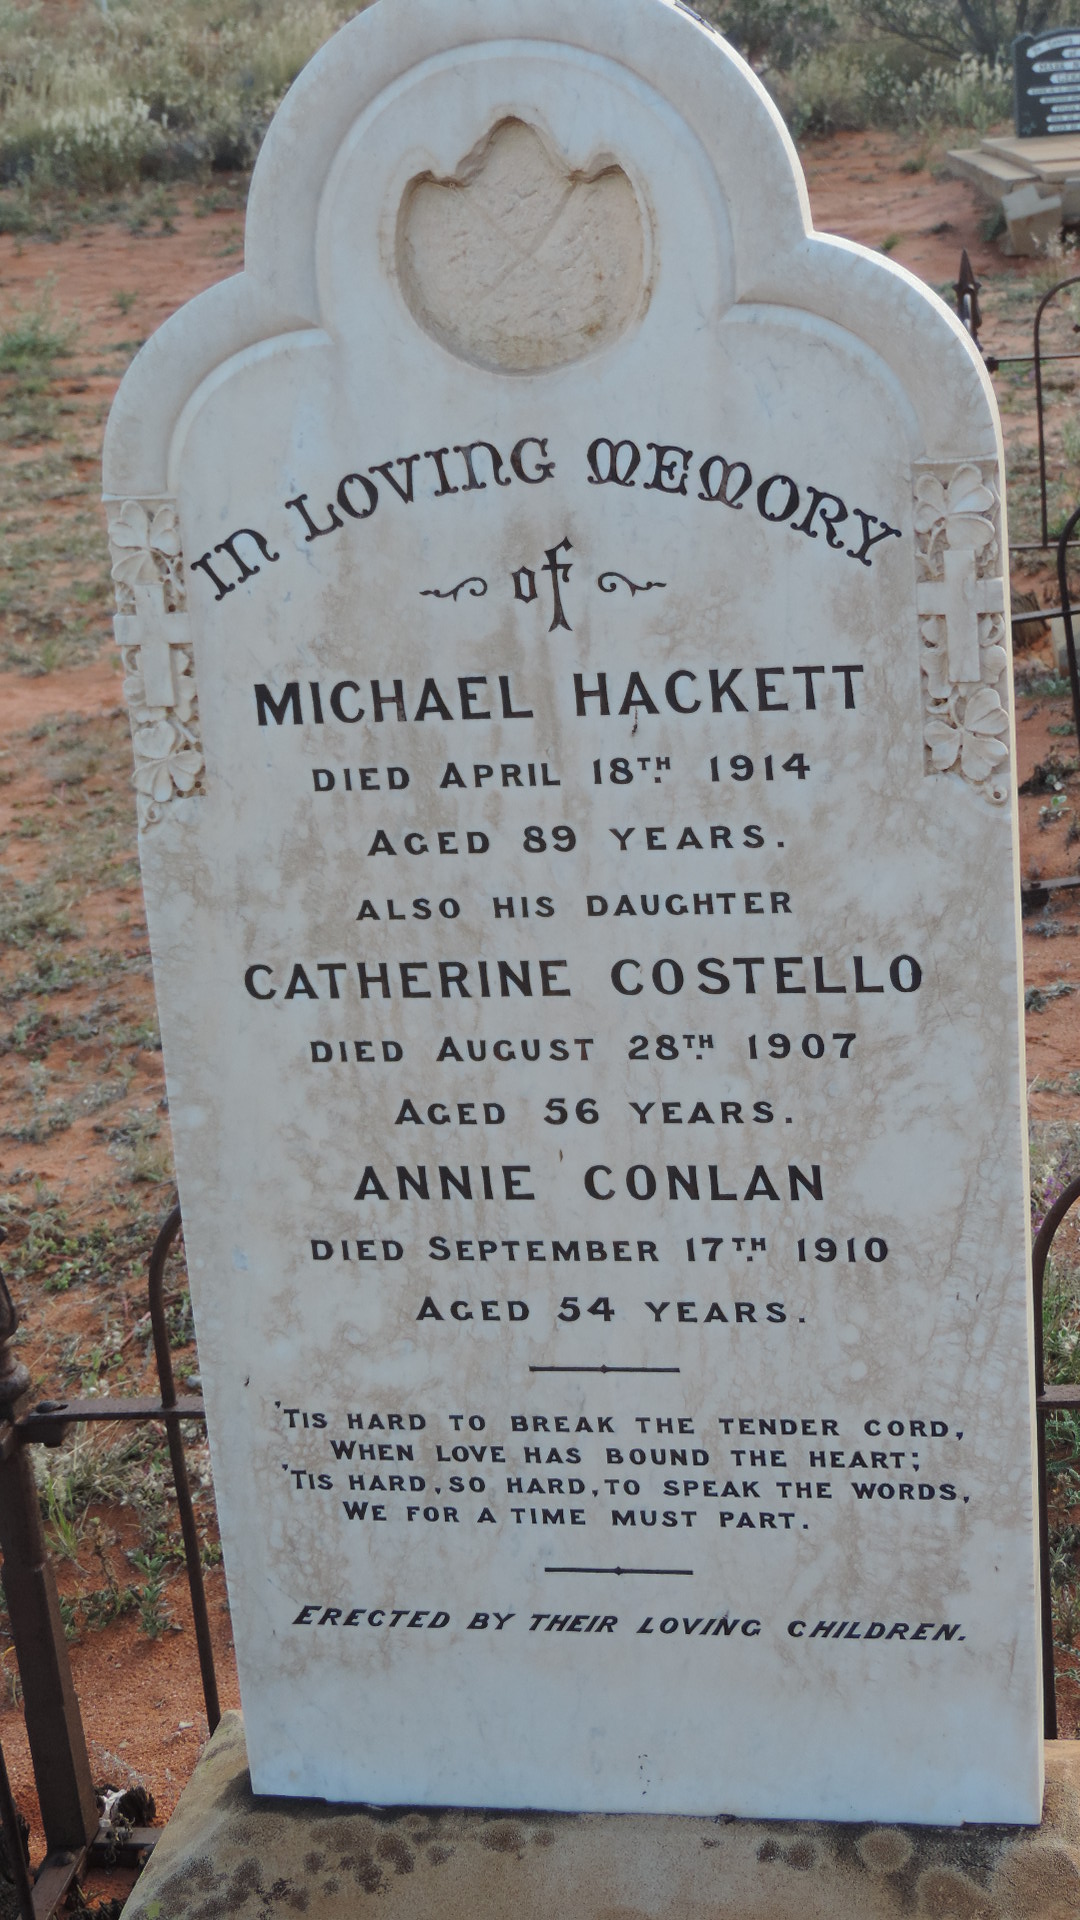 IN LOVING MEMORY
of
MICHAEL HACKETT
DIED APRIL 18TH 1914
AGED 89 YEARS.
ALSO HIS DAUGHTER
CATHERINE COSTELLO
DIED AUGUST 28TH 1907
AGED 56 YEARS.
ANNIE CONLAN
DIED SEPTEMBER 17TH 1910
AGED 54 YEARS.
'TIS HARD TO BREAK THE TENDER CORD,
WHEN LOVE HAS BOUND THE HEART;
'TIS HARD, SO HARD, TO SPEAK THE WORDS,
WE FOR A TIME MUST PART.
ERECTED BY THEIR LOVING CHILDREN.